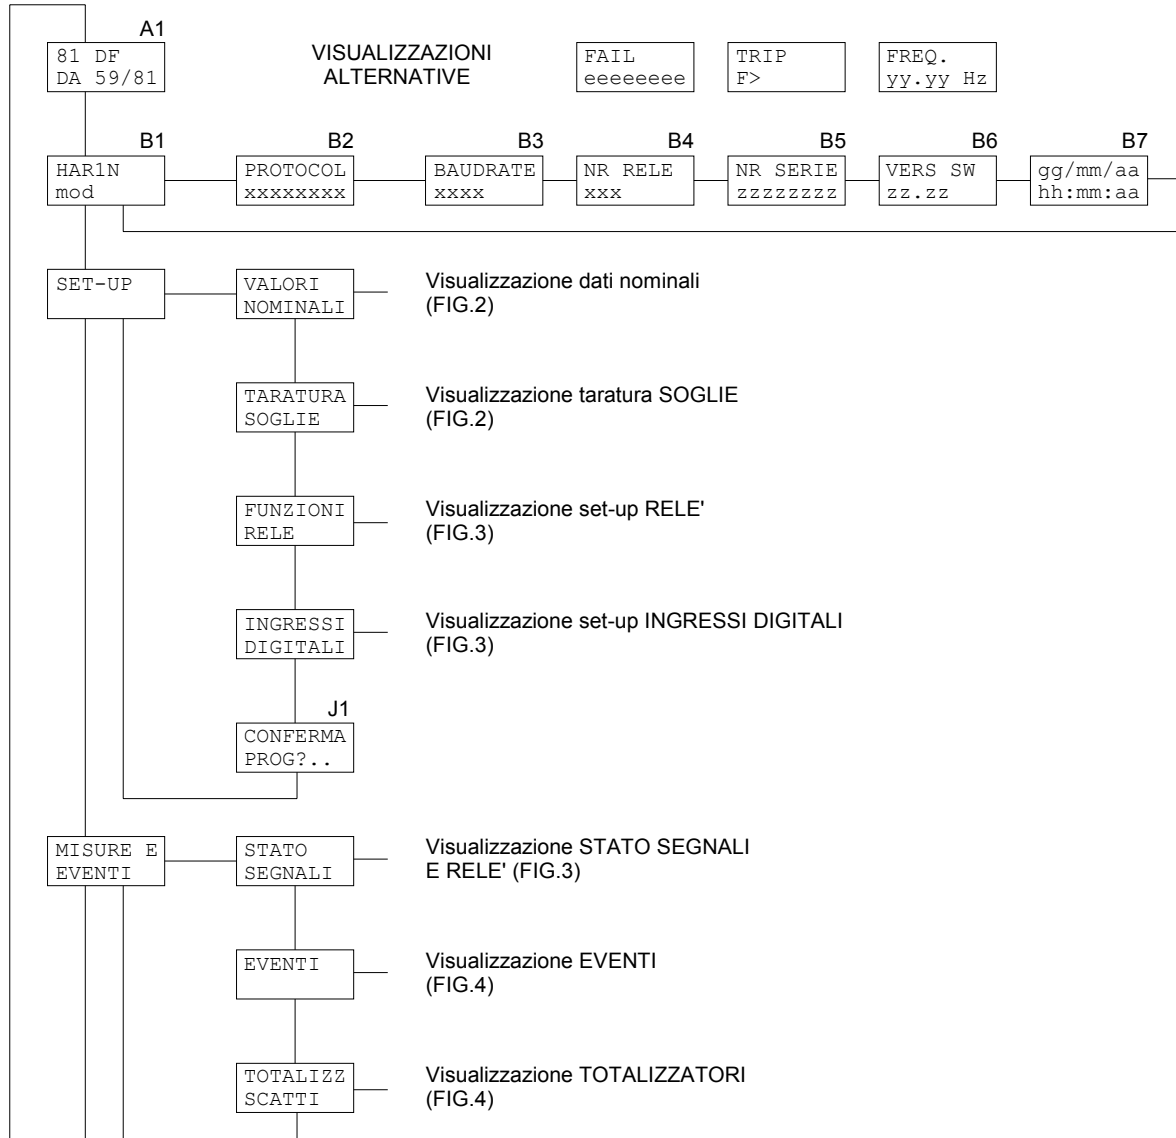 A1
81 DF
DA 59/81
VISUALIZZAZIONI
ALTERNATIVE
FAIL
eeeeeeee
TRIP
F>
FREQ.
yy.yy Hz
B1
HAR1N
mod
B2
PROTOCOL
xxxxxxxx
B3
BAUDRATE
xxxx
B4
NR RELE
xxx
B5
NR SERIE
zzzzzzzz
B6
VERS SW
zz.zz
B7
gg/mm/aa
hh:mm:aa
SET-UP
VALORI
NOMINALI
Visualizzazione dati nominali
(FIG.2)
TARATURA
SOGLIE
Visualizzazione taratura SOGLIE
(FIG.2)
FUNZIONI
RELE
Visualizzazione set-up RELE'
(FIG.3)
INGRESSI
DIGITALI
Visualizzazione set-up INGRESSI DIGITALI
(FIG.3)
J1
CONFERMA
PROG?..
MISURE E
EVENTI
STATO
SEGNALI
Visualizzazione STATO SEGNALI
E RELE' (FIG.3)
EVENTI
Visualizzazione EVENTI
(FIG.4)
TOTALIZZ
SCATTI
Visualizzazione TOTALIZZATORI
(FIG.4)